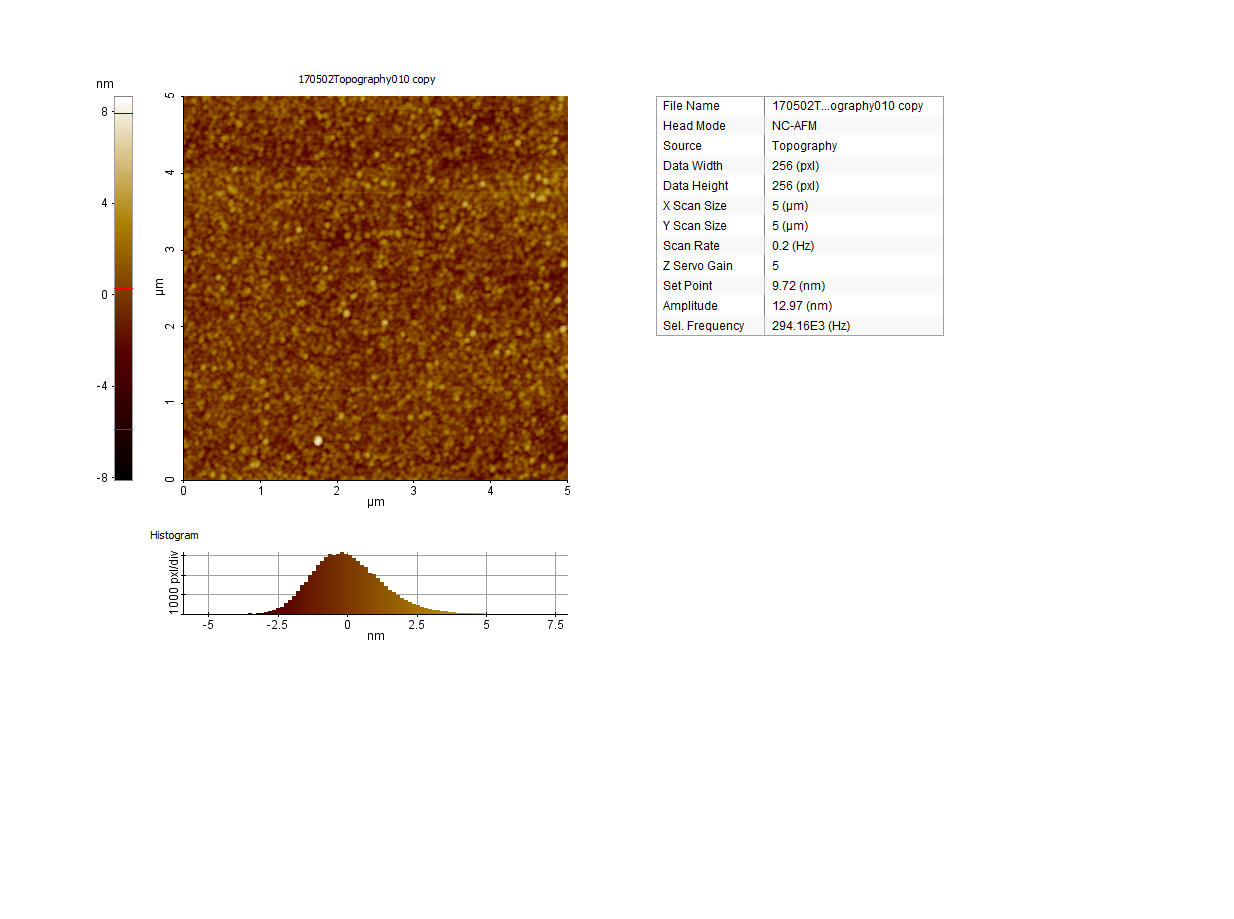 170502Topography010 copy
nm
8
4
0
-4
-8
5
4
3
2
1
0
µm
0 1 2 3 4 5
µm
File Name 170502T...ography010 copy
Head Mode NC-AFM
Source Topography
Data Width 256 (pxl)
Data Height 256 (pxl)
X Scan Size 5 (µm)
Y Scan Size 5 (µm)
Scan Rate 0.2 (Hz)
Z Servo Gain 5
Set Point 9.72 (nm)
Amplitude 12.97 (nm)
Sel. Frequency 294.16E3 (Hz)
Histogram
1000 pxl/div
-5 -2.5 0 2.5 5 7.5
nm